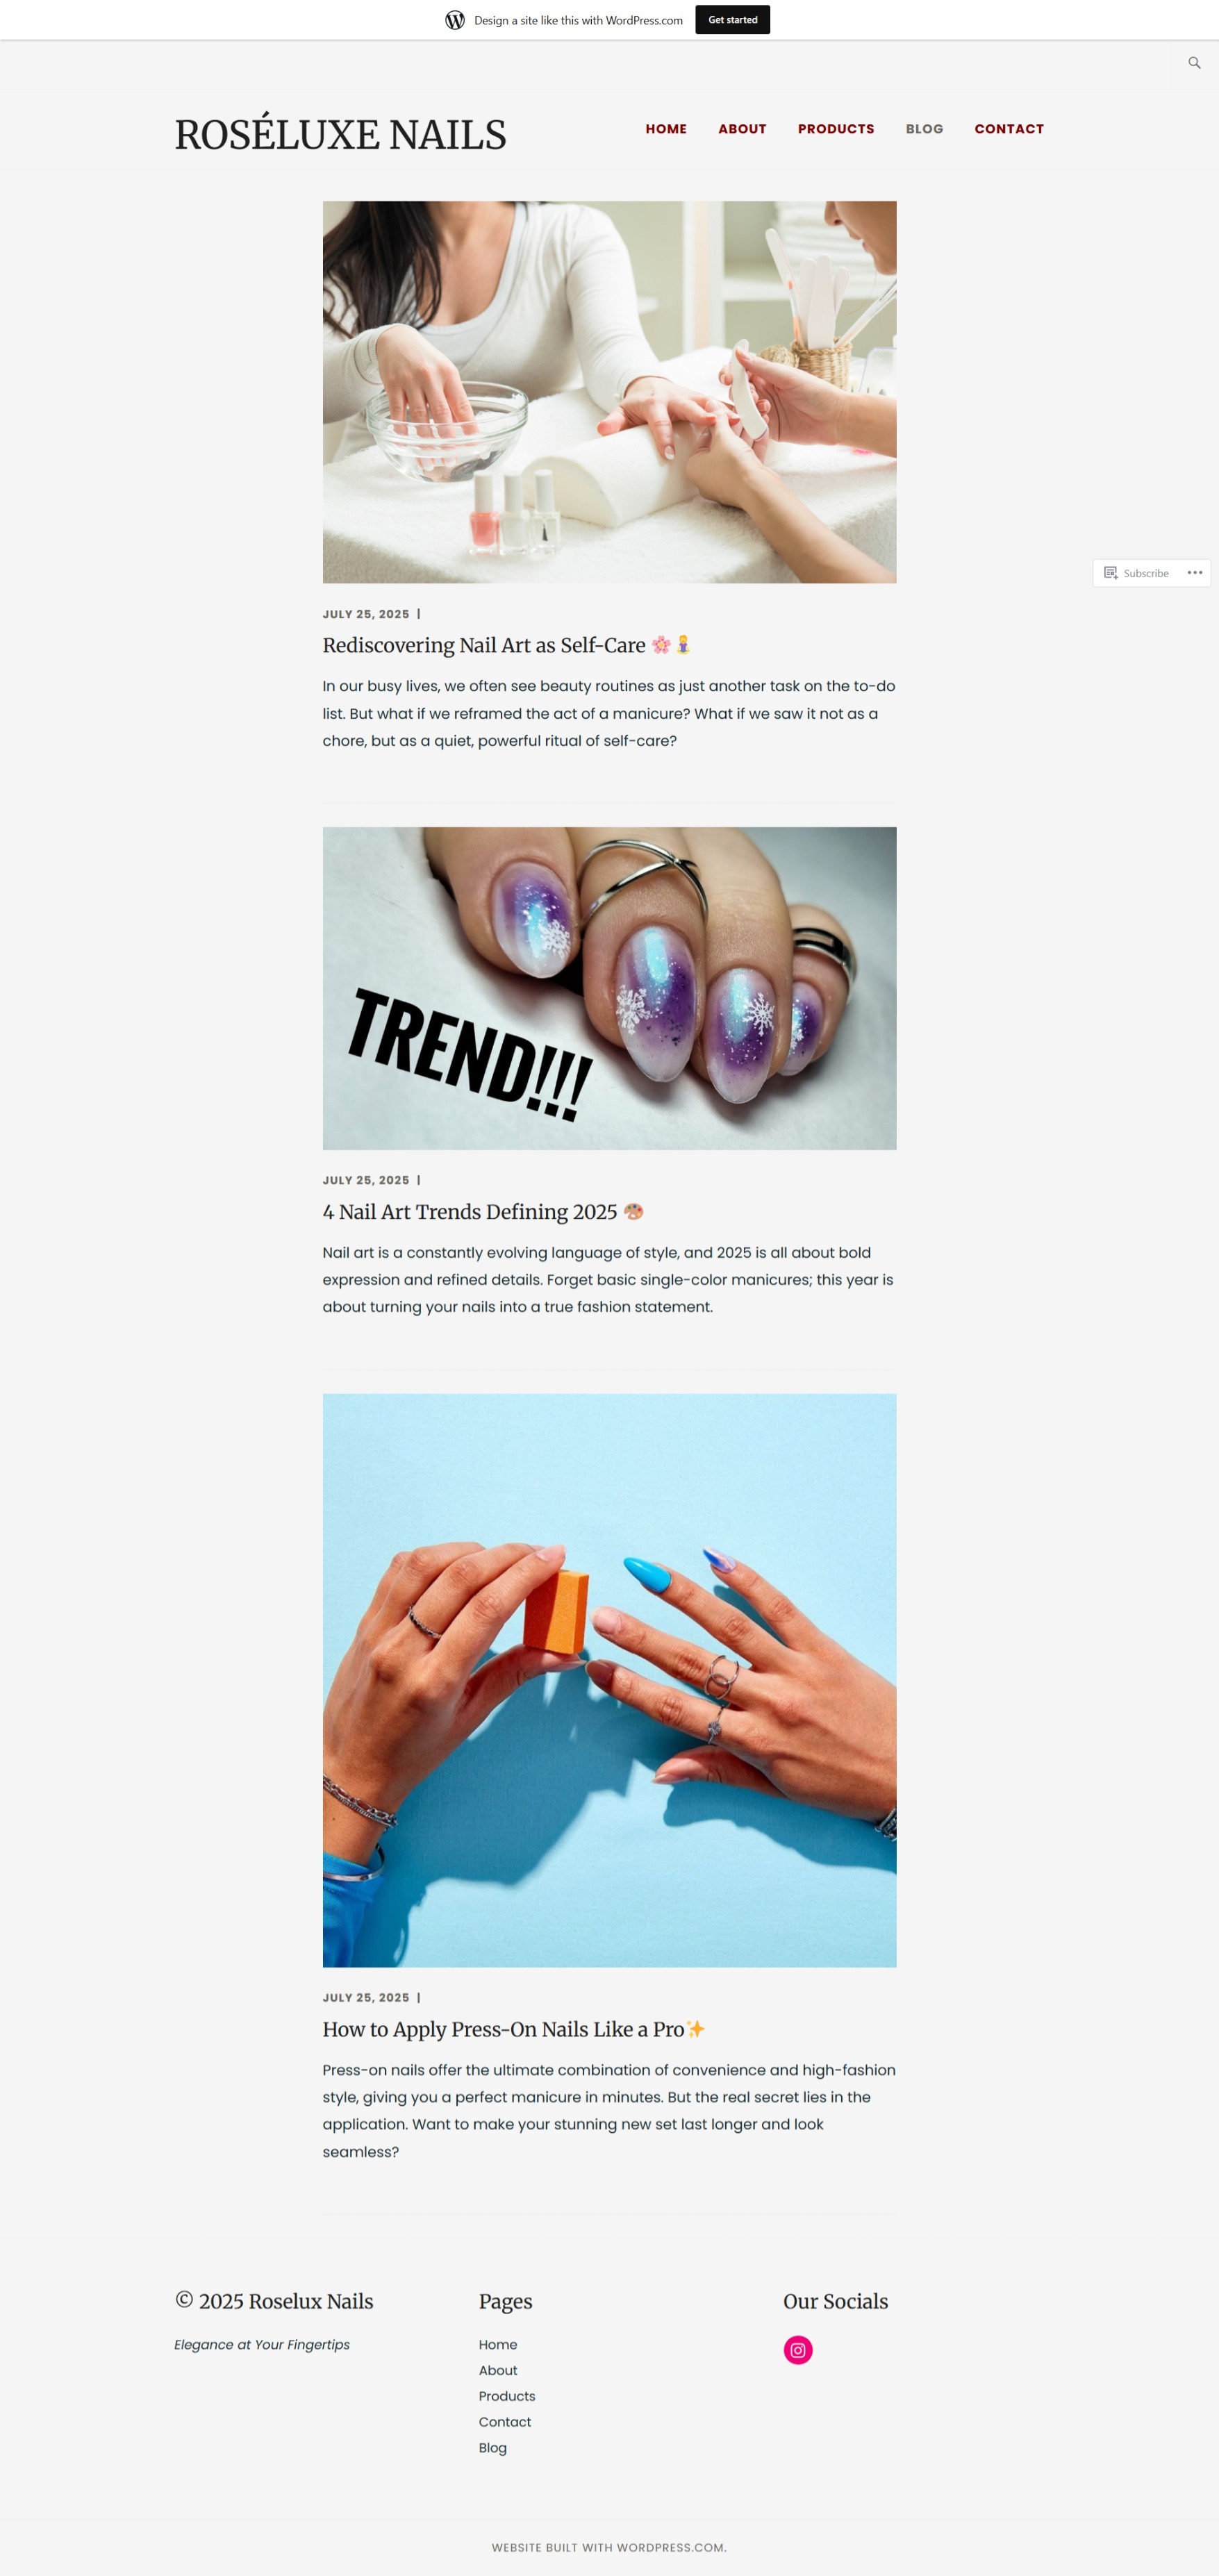 Design a site like this with WordPress.com
Get started
ROSÉLUXE NAILS
HOME ABOUT PRODUCTS BLOG CONTACT
Subscribe
JULY 25, 2025 |
Rediscovering Nail Art as Self-Care 🌸🧘‍♀️
In our busy lives, we often see beauty routines as just another task on the to-do
list. But what if we reframed the act of a manicure? What if we saw it not as a
chore, but as a quiet, powerful ritual of self-care?
TREND!!!
JULY 25, 2025 |
4 Nail Art Trends Defining 2025 🎨
Nail art is a constantly evolving language of style, and 2025 is all about bold
expression and refined details. Forget basic single-color manicures; this year is
about turning your nails into a true fashion statement.
JULY 25, 2025 |
How to Apply Press-On Nails Like a Pro✨
Press-on nails offer the ultimate combination of convenience and high-fashion
style, giving you a perfect manicure in minutes. But the real secret lies in the
application. Want to make your stunning new set last longer and look
seamless?
© 2025 Roselux Nails
Elegance at Your Fingertips
Pages
Home
About
Products
Contact
Blog
Our Socials
WEBSITE BUILT WITH WORDPRESS.COM.